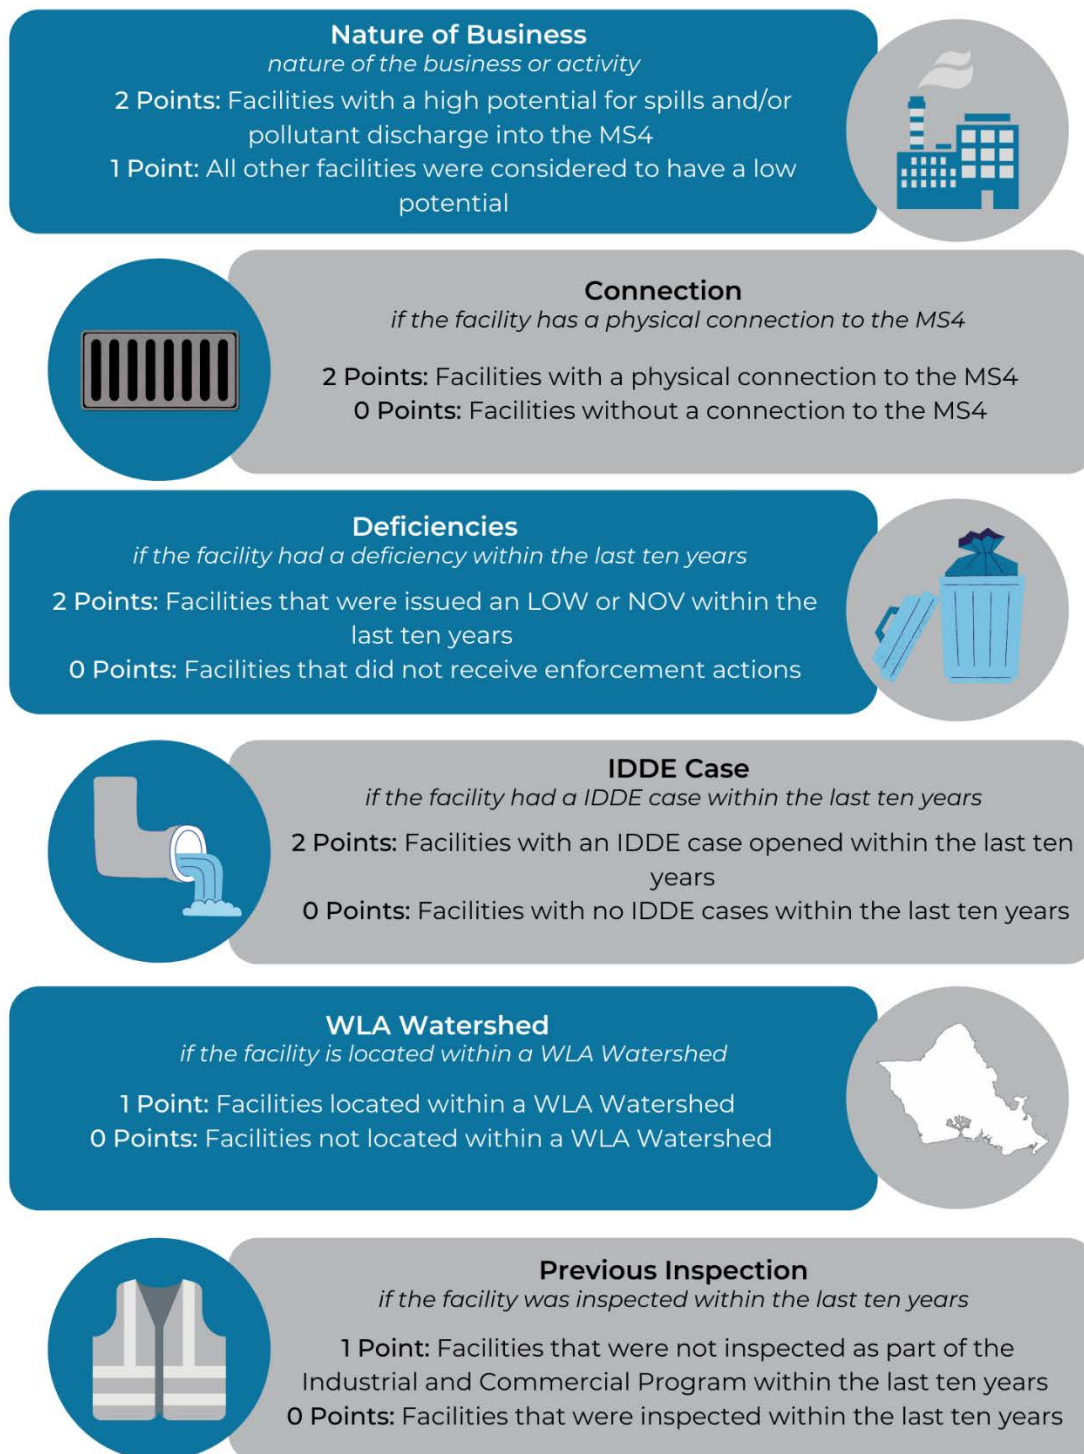 Nature of Business
nature of the business or activity
2 Points: Facilities with a high potential for spills and/or
pollutant discharge into the MS4
1 Point: All other facilities were considered to have a low
potential
Connection
if the facility has a physical connection to the MS4
2 Points: Facilities with a physical connection to the MS4
0 Points: Facilities without a connection to the MS4
Deficiencies
if the facility had a deficiency within the last ten years
2 Points: Facilities that were issued an LOW or NOV within the
last ten years
0 Points: Facilities that did not receive enforcement actions
IDDE Case
if the facility had a IDDE case within the last ten years
2 Points: Facilities with an IDDE case opened within the last ten
years
0 Points: Facilities with no IDDE cases within the last ten years
WLA Watershed
if the facility is located within a WLA Watershed
1 Point: Facilities located within a WLA Watershed
0 Points: Facilities not located within a WLA Watershed
Previous Inspection
if the facility was inspected within the last ten years
1 Point: Facilities that were not inspected as part of the
Industrial and Commercial Program within the last ten years
0 Points: Facilities that were inspected within the last ten years